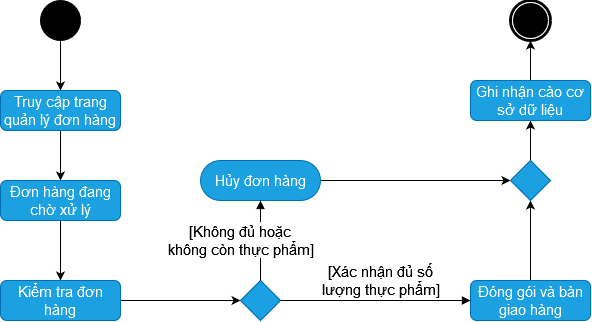 Truy cập trang
quản lý đơn hàng
Đơn hàng đang
chờ xử lý
Kiểm tra đơn
hàng
Hủy đơn hàng
[Không đủ hoặc
không còn thực phẩm]
[Xác nhận đủ số
lượng thực phẩm]
Đóng gói và bàn
giao hàng
Ghi nhận cào cơ
sở dữ liệu